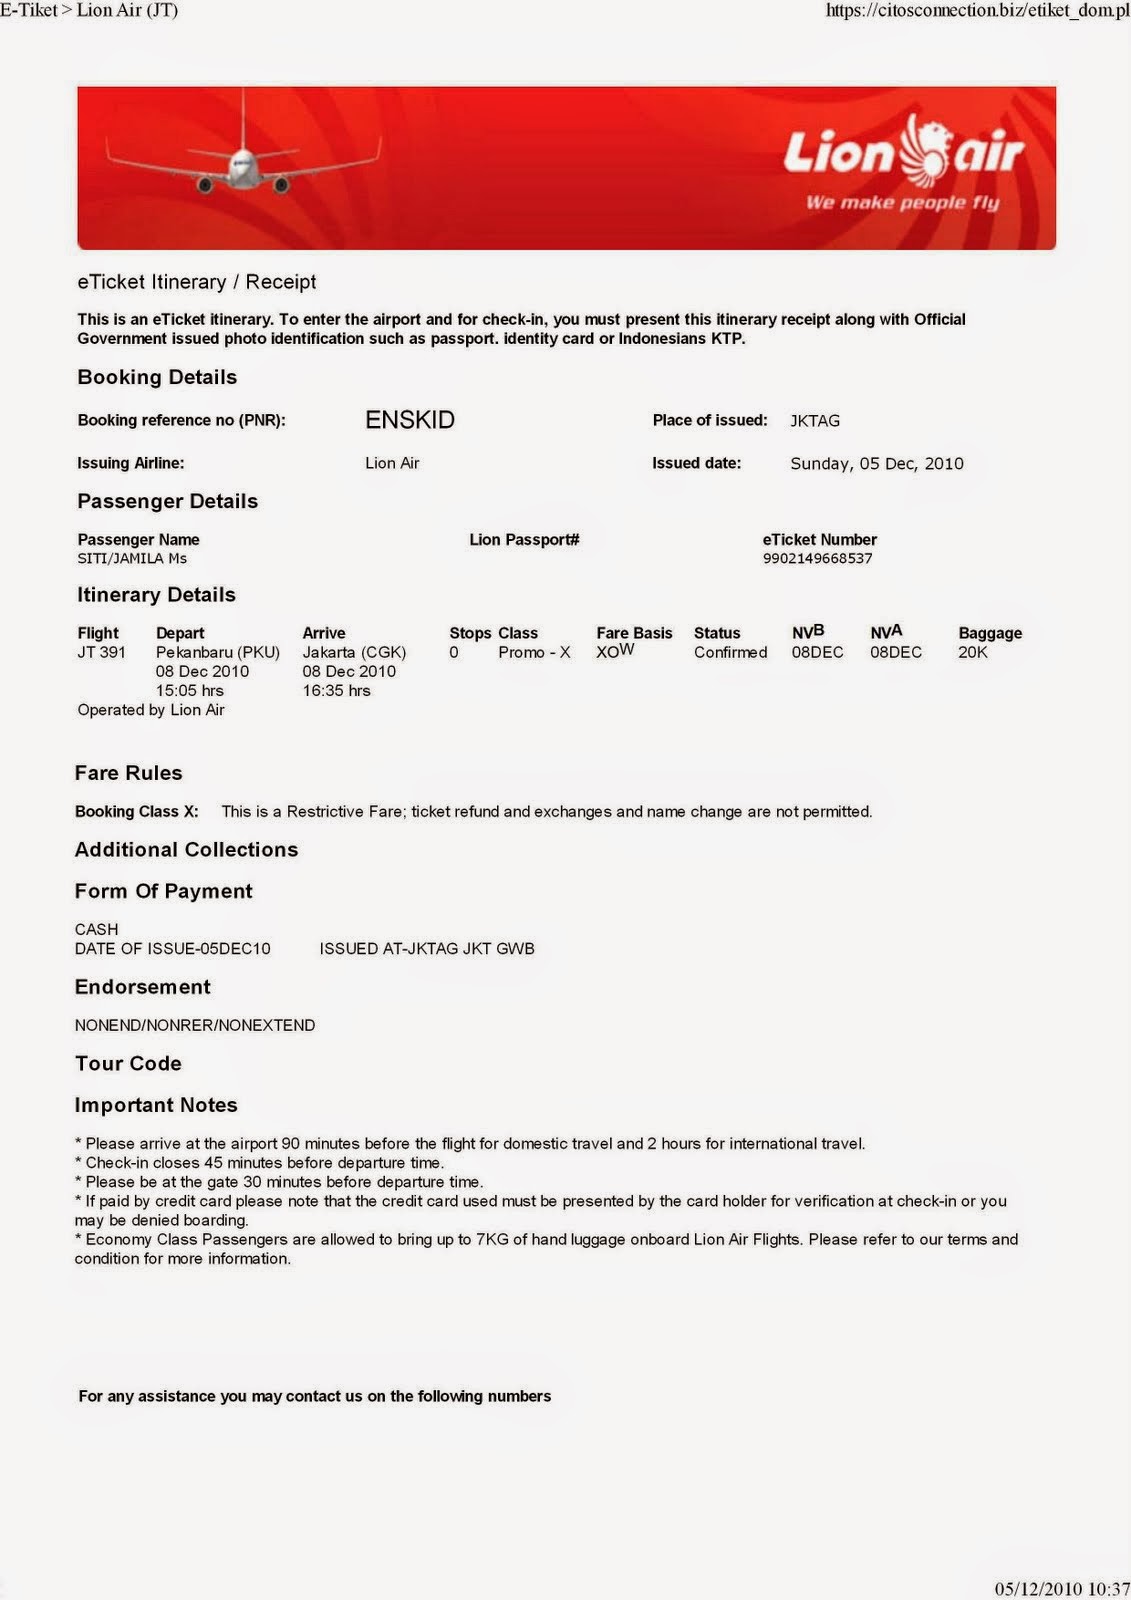 E-Tiket > Lion Air (JT) https://citosconnection.biz/etiket_dom.pl
Lion air
We make people fly
eTicket Itinerary / Receipt
This is an eTicket itinerary. To enter the airport and for check-in, you must present this itinerary receipt along with Official
Government issued photo identification such as passport. identity card or Indonesians KTP.
Booking Details
Booking reference no (PNR): ENSKID Place of issued: JKTAG
Issuing Airline: Lion Air Issued date: Sunday, 05 Dec, 2010
Passenger Details
Passenger Name Lion Passport# eTicket Number
SITI/JAMILA Ms 9902149668537
Itinerary Details
Flight Depart Arrive Stops Class Fare Basis Status NVB NVA Baggage
JT 391 Pekanbaru (PKU) Jakarta (CGK) 0 Promo - X XOW Confirmed 08DEC 08DEC 20K
08 Dec 2010 08 Dec 2010
15:05 hrs 16:35 hrs
Operated by Lion Air
Fare Rules
Booking Class X: This is a Restrictive Fare; ticket refund and exchanges and name change are not permitted.
Additional Collections
Form Of Payment
CASH
DATE OF ISSUE-05DEC10 ISSUED AT-JKTAG JKT GWB
Endorsement
NONEND/NONRER/NONEXTEND
Tour Code
Important Notes
* Please arrive at the airport 90 minutes before the flight for domestic travel and 2 hours for international travel.
* Check-in closes 45 minutes before departure time.
* Please be at the gate 30 minutes before departure time.
* If paid by credit card please note that the credit card used must be presented by the card holder for verification at check-in or you
may be denied boarding.
* Economy Class Passengers are allowed to bring up to 7KG of hand luggage onboard Lion Air Flights. Please refer to our terms and
condition for more information.
For any assistance you may contact us on the following numbers
05/12/2010 10:37